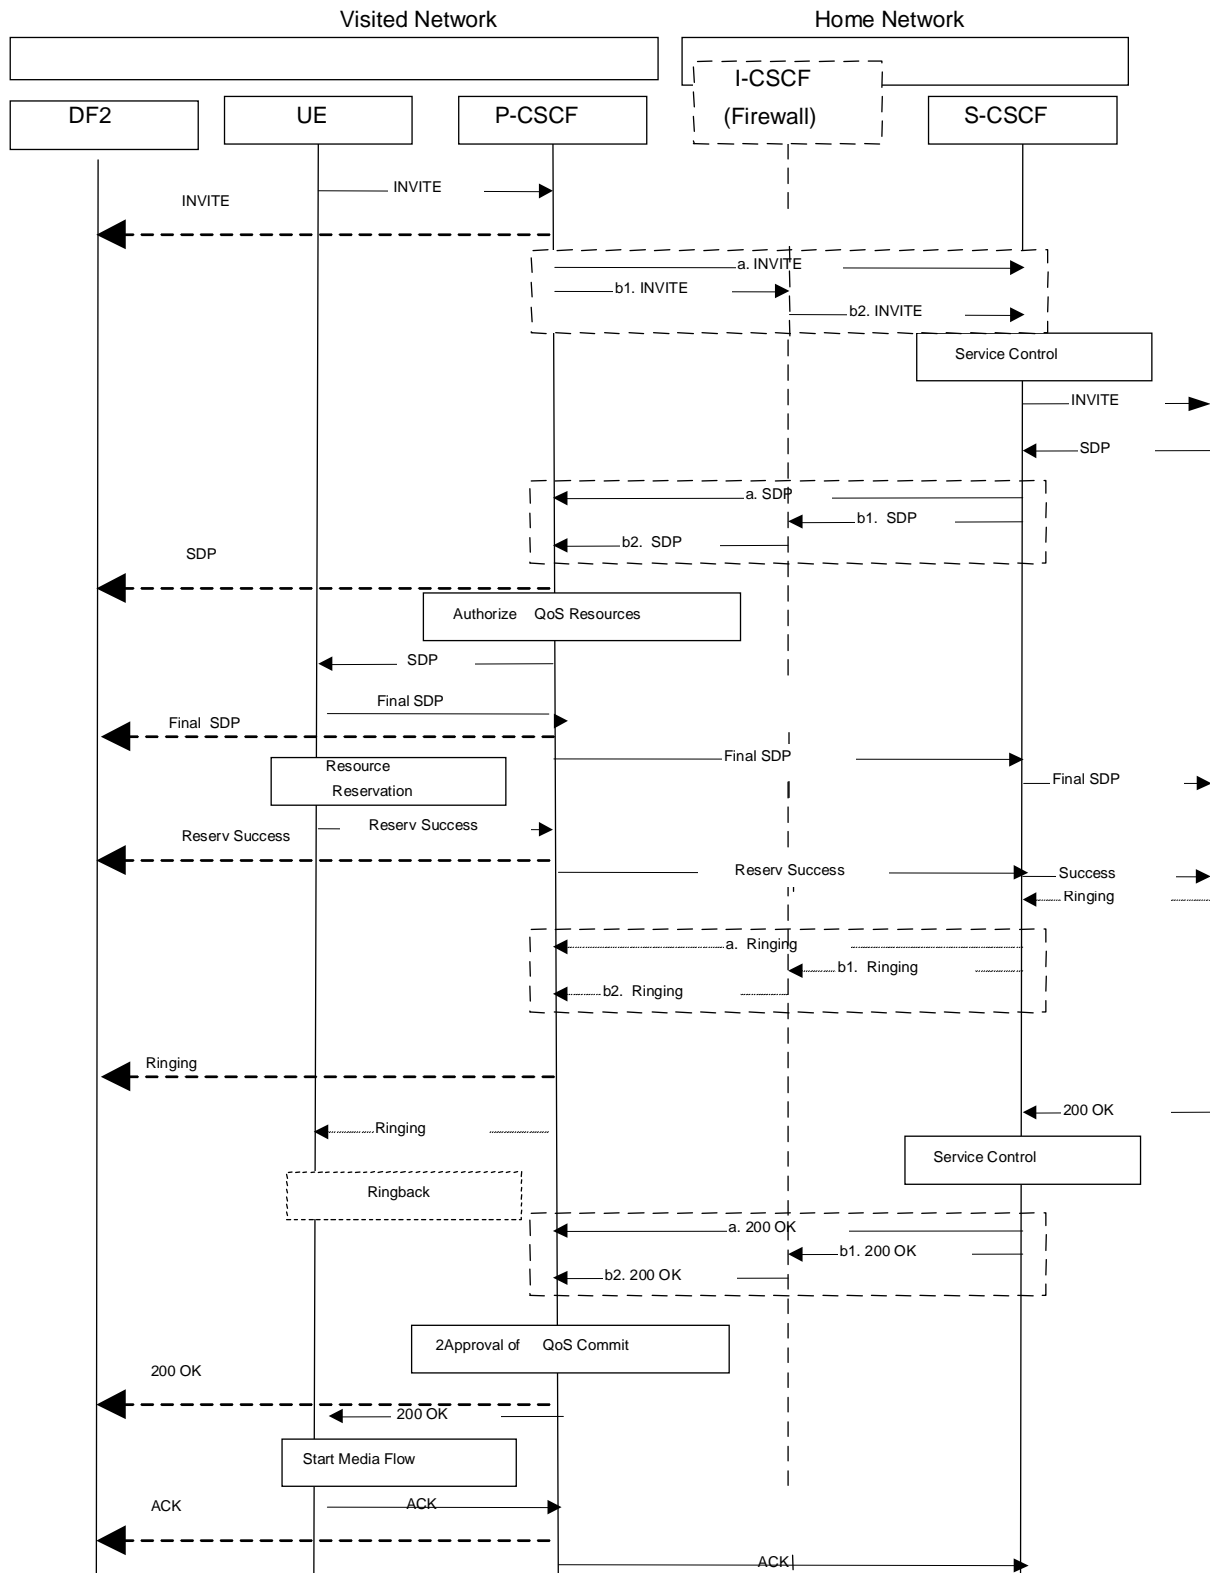 Visited Network
Home Network
I-CSCF
(Firewall)
DF2
UE
P-CSCF
S-CSCF
INVITE
INVITE
a. INVITE
b1. INVITE
b2. INVITE
Service Control
INVITE
SDP
a. SDP
b1. SDP
b2. SDP
SDP
Authorize QoS Resources
SDP
Final SDP
Final SDP
Final SDP
Resource
Reservation
Final SDP
Reserv Success
Reserv Success
Reserv Success
Success
Ringing
a. Ringing
b1. Ringing
b2. Ringing
Ringing
200 OK
Ringing
Service Control
Ringback
a. 200 OK
b1. 200 OK
b2. 200 OK
2Approval of QoS Commit
200 OK
200 OK
Start Media Flow
ACK
ACK
ACK